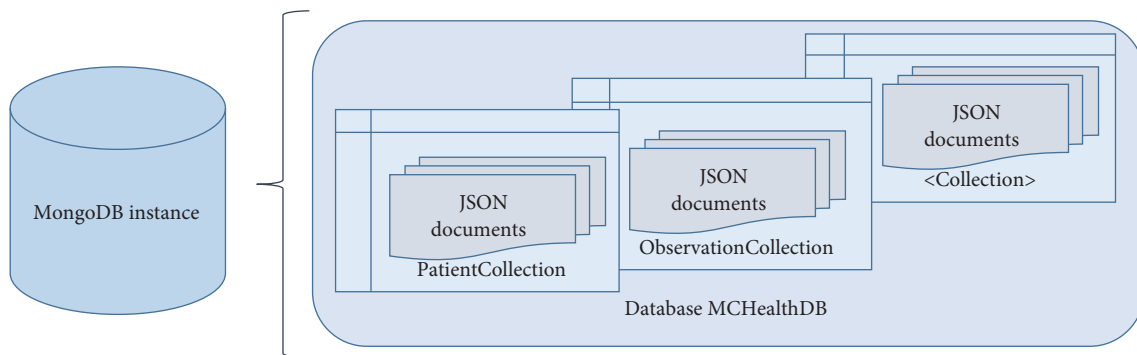 MongoDB instance
JSON
documents
PatientCollection
JSON
documents
ObservationCollection
JSON
documents
<Collection>
Database MCHealthDB